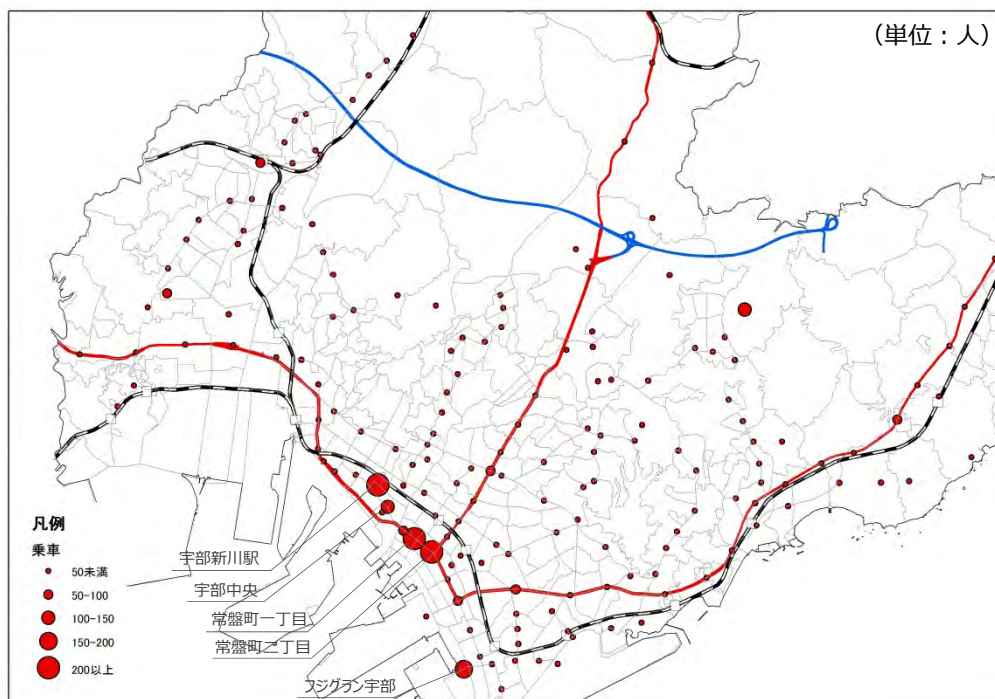 (単位：人)
凡例
乗車
50未満
50-100
100-150
150-200
200以上
宇部新川駅
宇部中央
常盤町一丁目
常盤町二丁目
フジグラン宇部